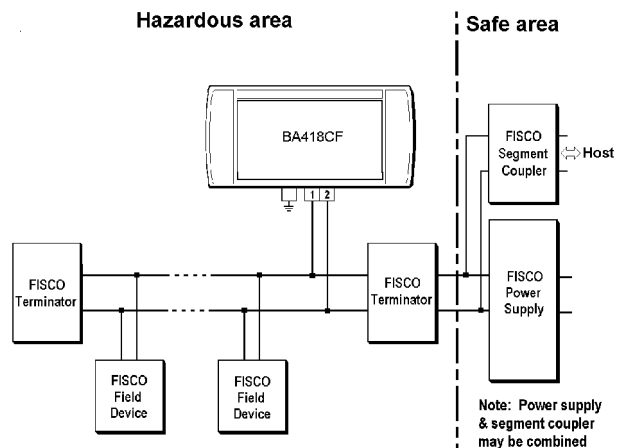 Hazardous area
Safe area
BA418CF
1 2
FISCO
Segment
Coupler
Host
FISCO
Terminator
FISCO
Terminator
FISCO
Power
Supply
FISCO
Field
Device
FISCO
Field
Device
Note: Power supply
& segment coupler
may be combined